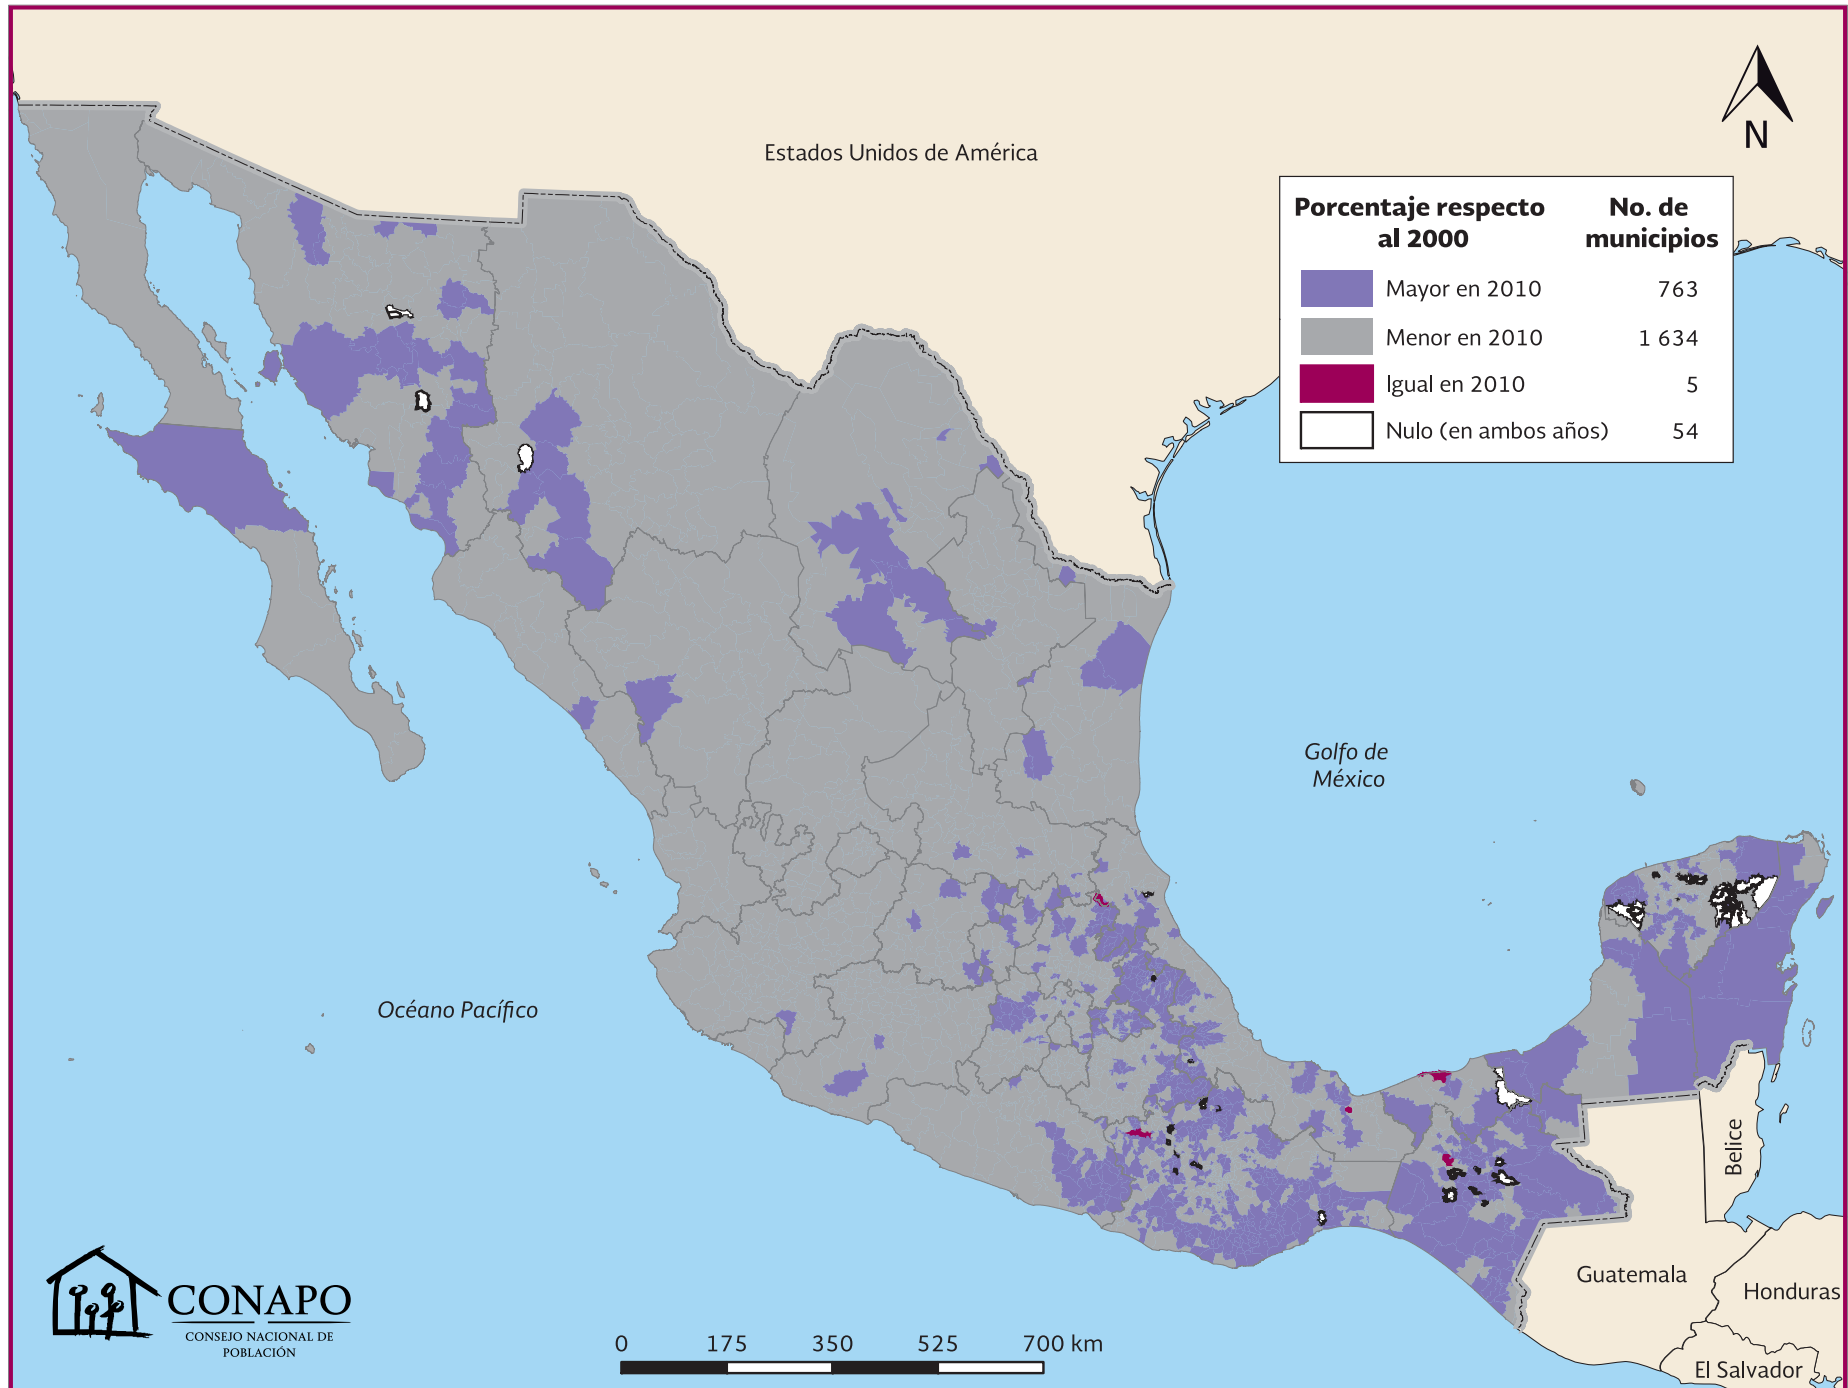 Estados Unidos de América
N
Porcentaje respecto
al 2000
No. de
municipios
Mayor en 2010 763
Menor en 2010 1 634
Igual en 2010 5
Nulo (en ambos años) 54
Golfo de
México
Océano Pacífico
Belice
Guatemala
Honduras
El Salvador
CONAPO
CONSEJO NACIONAL DE
POBLACIÓN
0 175 350 525 700 km